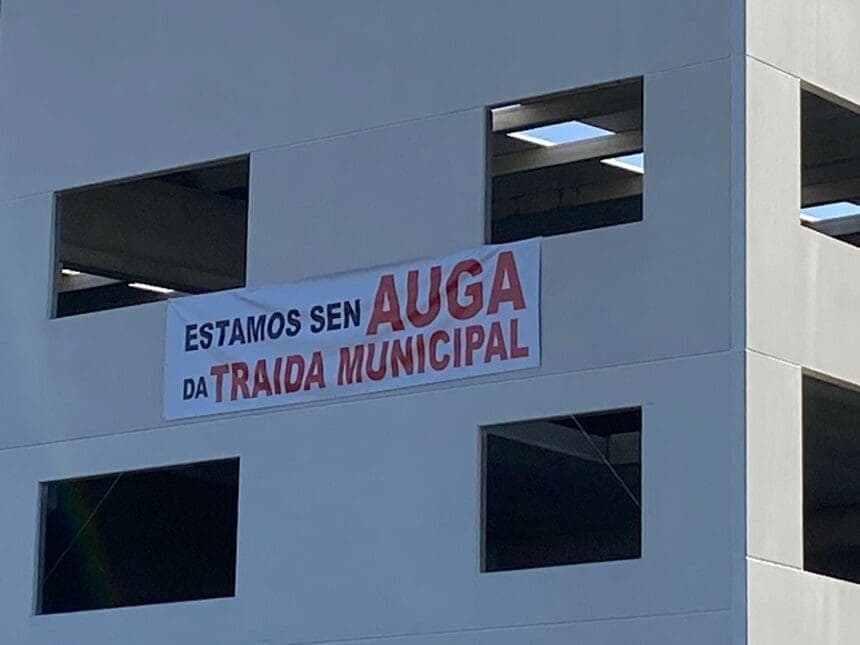 ESTAMOS SEN AUGA
DA TRAIDA MUNICIPAL